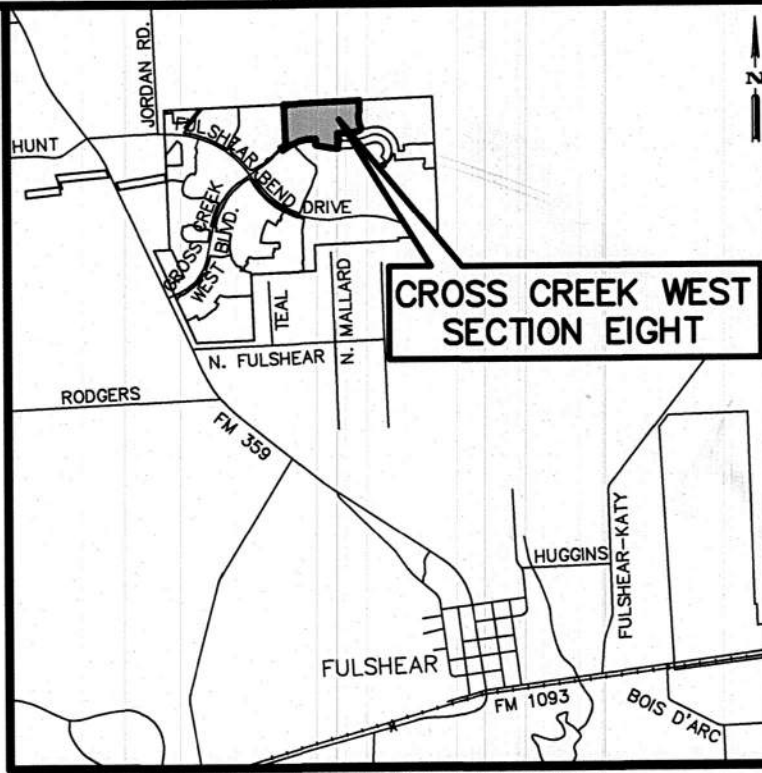 JORDAN RD.
N
HUNT
FULSHEAR BEND DRIVE
CROSS CREEK
WEST BLVD.
CROSS CREEK WEST
SECTION EIGHT
TEAL
N. MALLARD
N. FULSHEAR
RODGERS
FM 359
HUGGINS
FULSHEAR-KATY
FULSHEAR
FM 1093
BOIS D'ARC